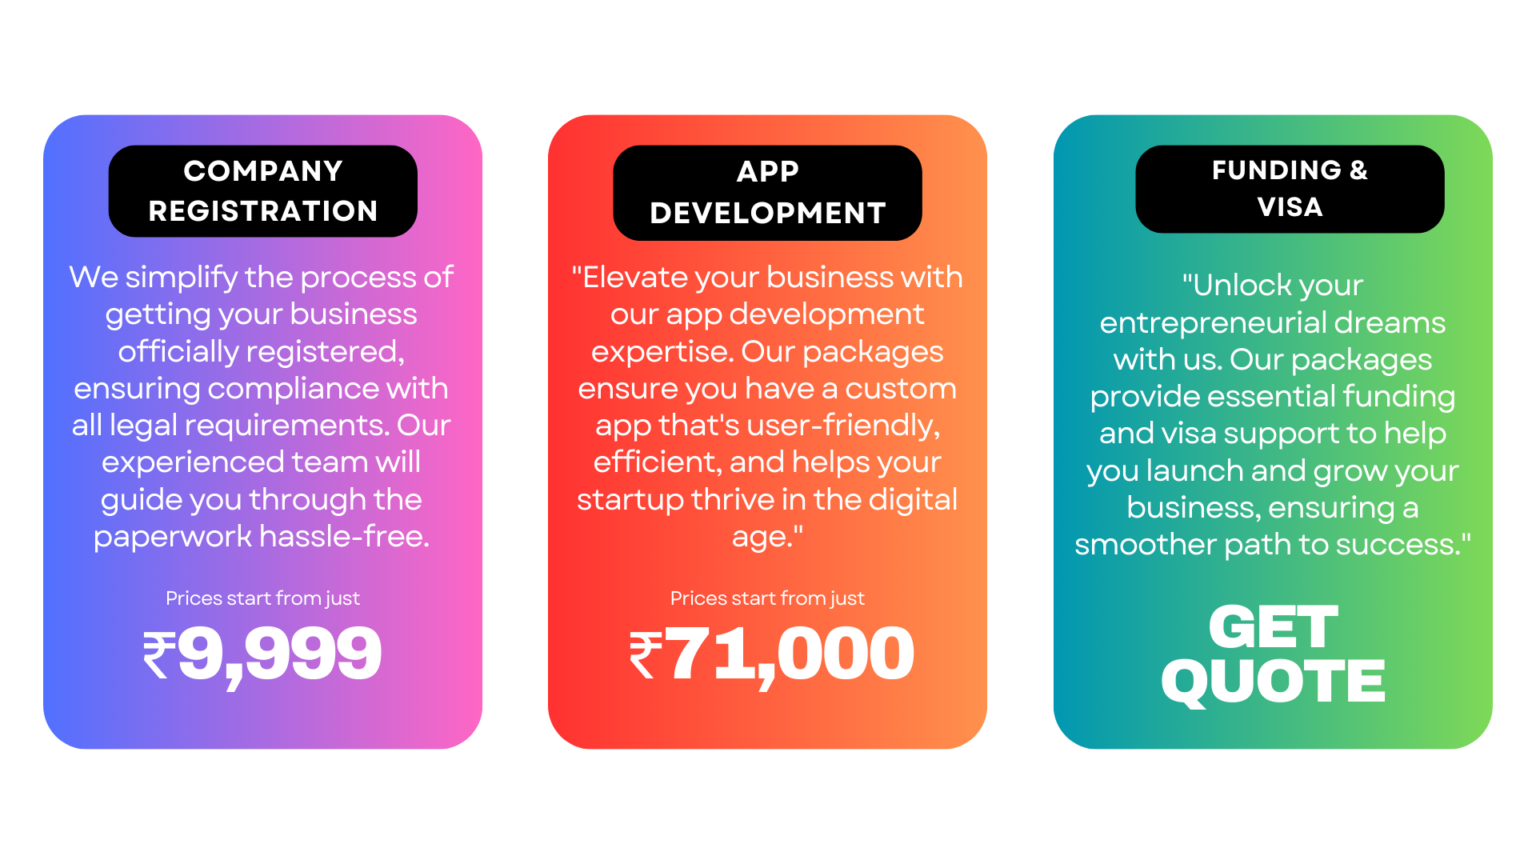 COMPANY
REGISTRATION
We simplify the process of
getting your business
officially registered,
ensuring compliance with
all legal requirements. Our
experienced team will
guide you through the
paperwork hassle-free.
Prices start from just
₹9,999
APP
DEVELOPMENT
"Elevate your business with
our app development
expertise. Our packages
ensure you have a custom
app that's user-friendly,
efficient, and helps your
startup thrive in the digital
age."
Prices start from just
₹71,000
FUNDING &
VISA
"Unlock your
entrepreneurial dreams
with us. Our packages
provide essential funding
and visa support to help
you launch and grow your
business, ensuring a
smoother path to success."
GET
QUOTE